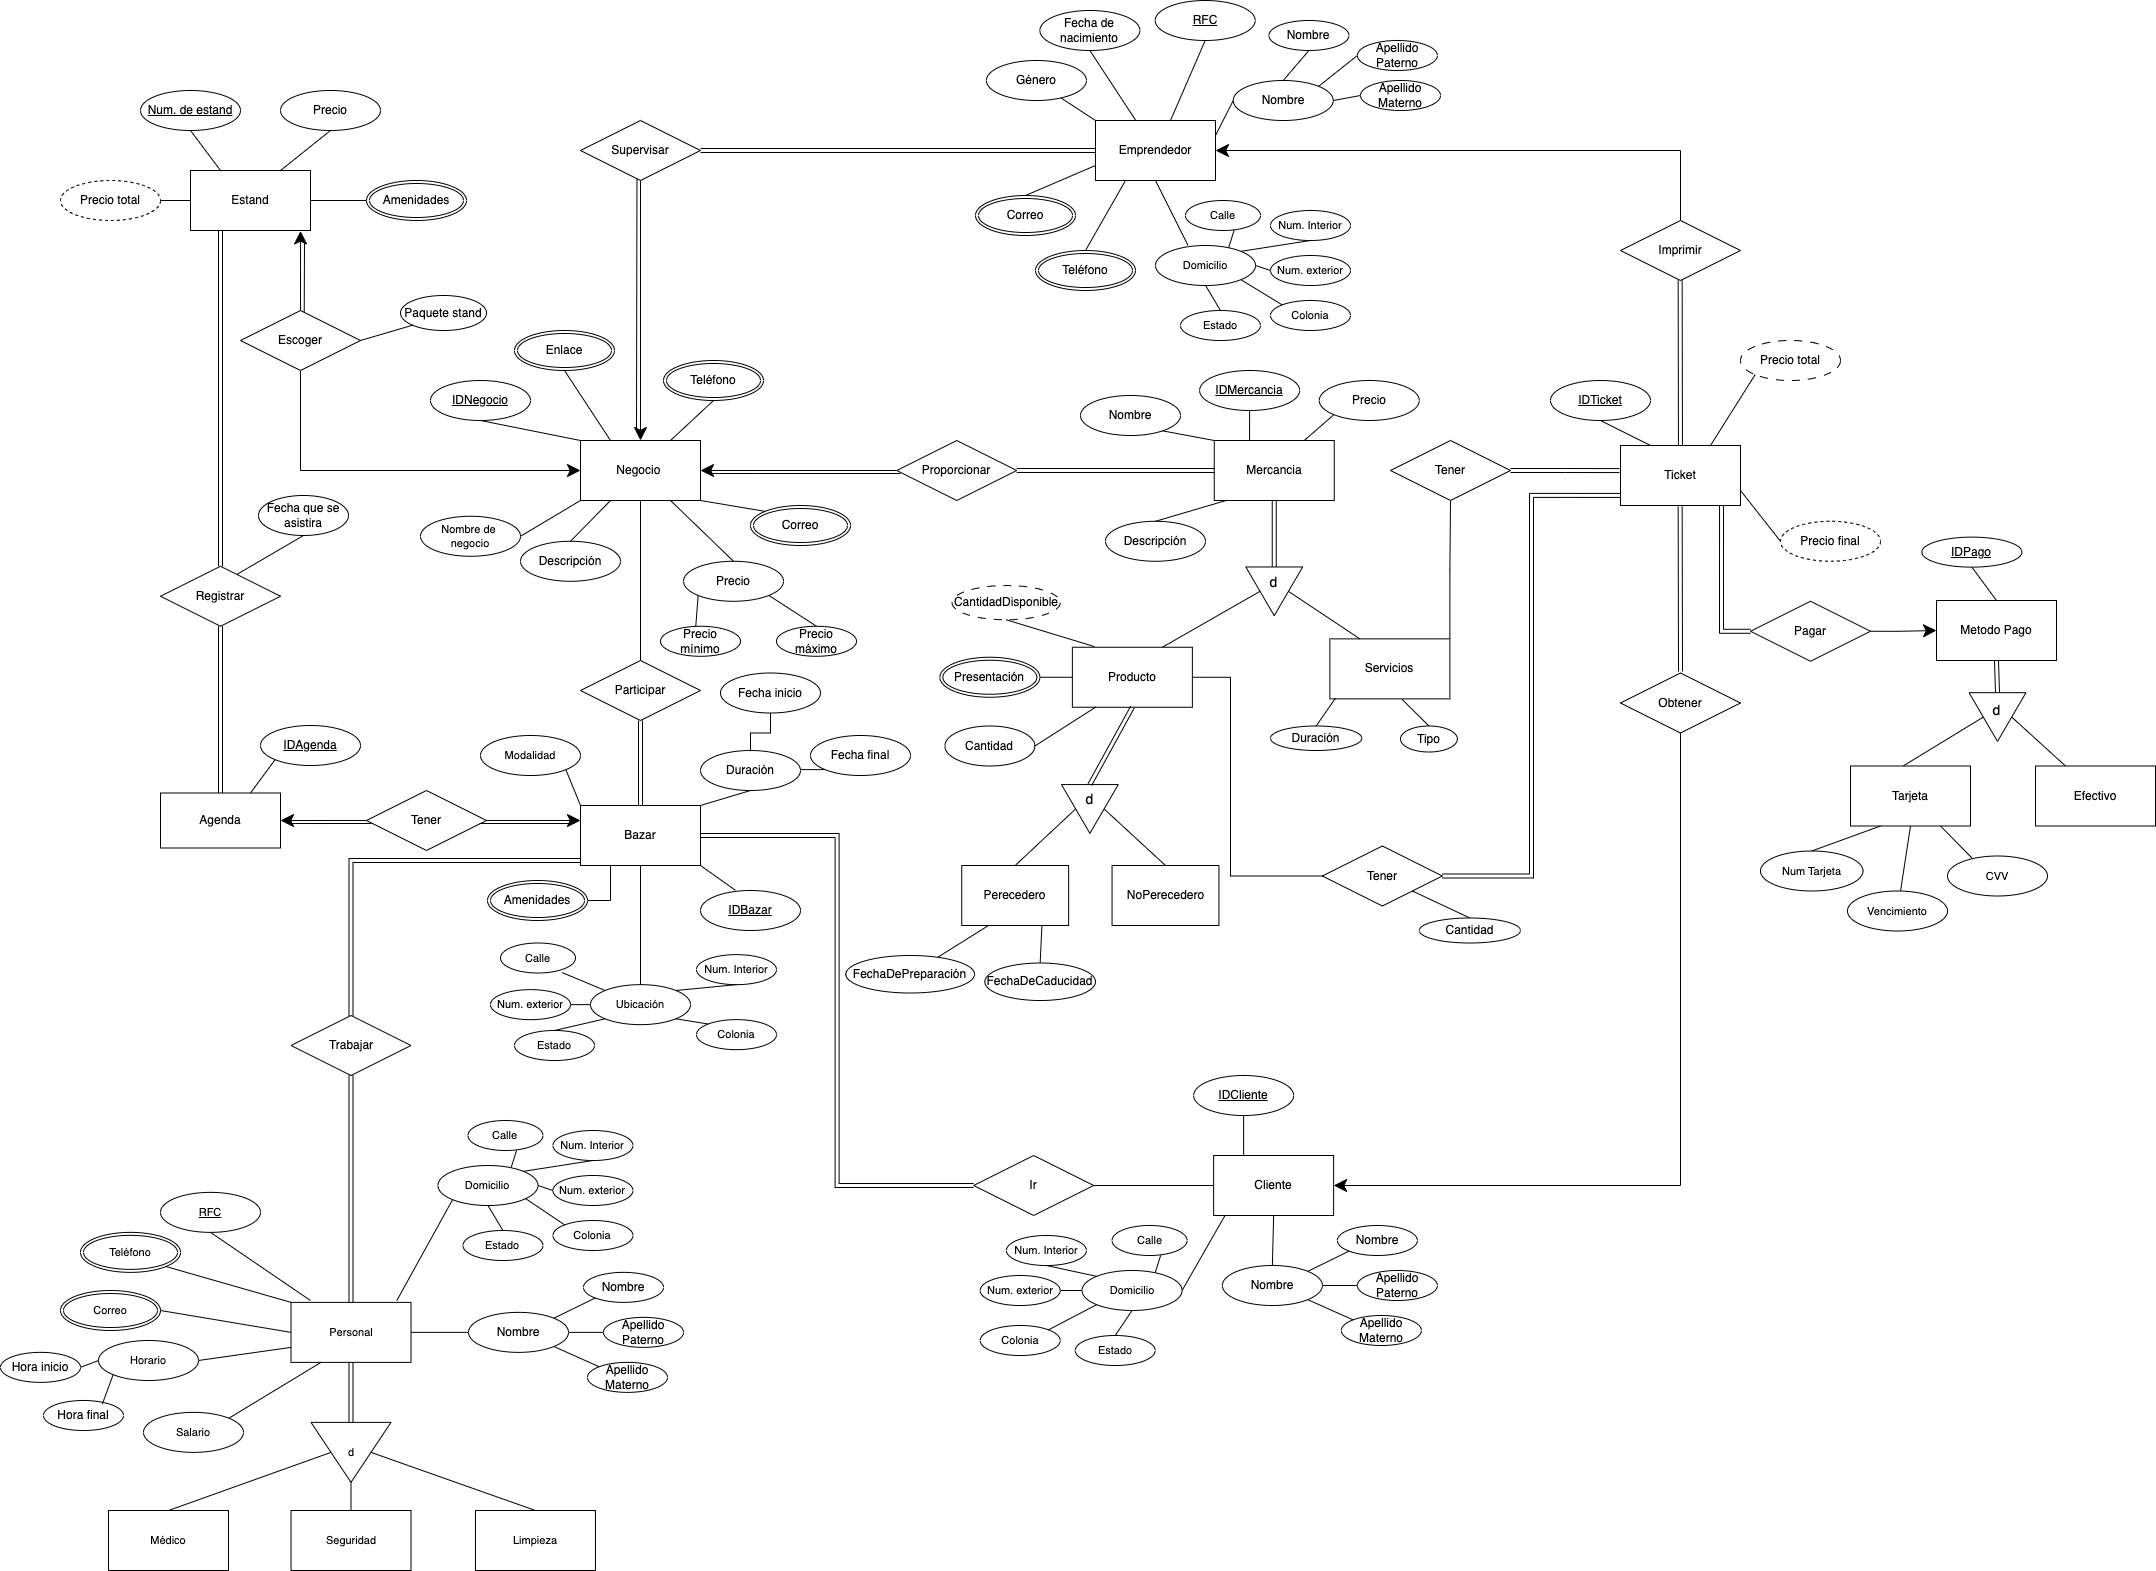 Fecha de
nacimiento
RFC
Nombre
Apellido
Paterno
Género
Nombre
Apellido
Materno
Num. de estand
Precio
Supervisar
Emprendedor
Precio total
Estand
Amenidades
Correo
Calle
Num. Interior
Teléfono
Domicilio
Num. exterior
Estado
Colonia
Imprimir
Paquete stand
Escoger
Enlace
Teléfono
IDNegocio
Nombre
IDMercancia
Precio
IDTicket
Precio total
Negocio
Proporcionar
Mercancia
Tener
Ticket
Fecha que se
asistira
Nombre de
negocio
Descripción
Correo
Descripción
Precio final
IDPago
Registrar
Precio
Precio
mínimo
Precio
máximo
CantidadDisponible
d
Pagar
Metodo Pago
Presentación
Producto
Servicios
Participar
Fecha inicio
Obtener
d
IDAgenda
Modalidad
Duración
Fecha final
Cantidad
Duración
Tipo
Agenda
Tener
Bazar
d
Tarjeta
Efectivo
Amenidades
IDBazar
Perecedero
NoPerecedero
Tener
Cantidad
Num Tarjeta
CVV
Vencimiento
Calle
Num. Interior
Num. exterior
Ubicación
Estado
Colonia
FechaDePreparación
FechaDeCaducidad
Trabajar
IDCliente
Calle
Num. Interior
Domicilio
Num. exterior
Estado
Colonia
Ir
Cliente
RFC
Teléfono
Correo
Personal
Horario
Hora inicio
Hora final
Salario
Nombre
Nombre
Apellido
Paterno
Apellido
Materno
Calle
Num. Interior
Num. exterior
Domicilio
Colonia
Estado
Nombre
Nombre
Apellido
Paterno
Apellido
Materno
d
Médico
Seguridad
Limpieza